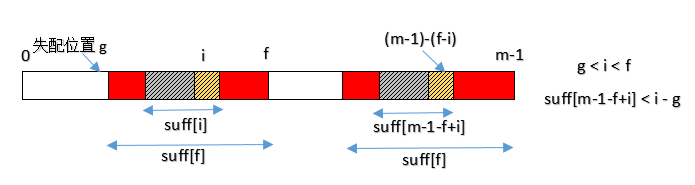 失配位置 g
0
i
f
(m-1)-(f-i)
m-1
g < i < f
suff[m-1-f+i] < i - g
suff[i]
suff[m-1-f+i]
suff[f]
suff[f]